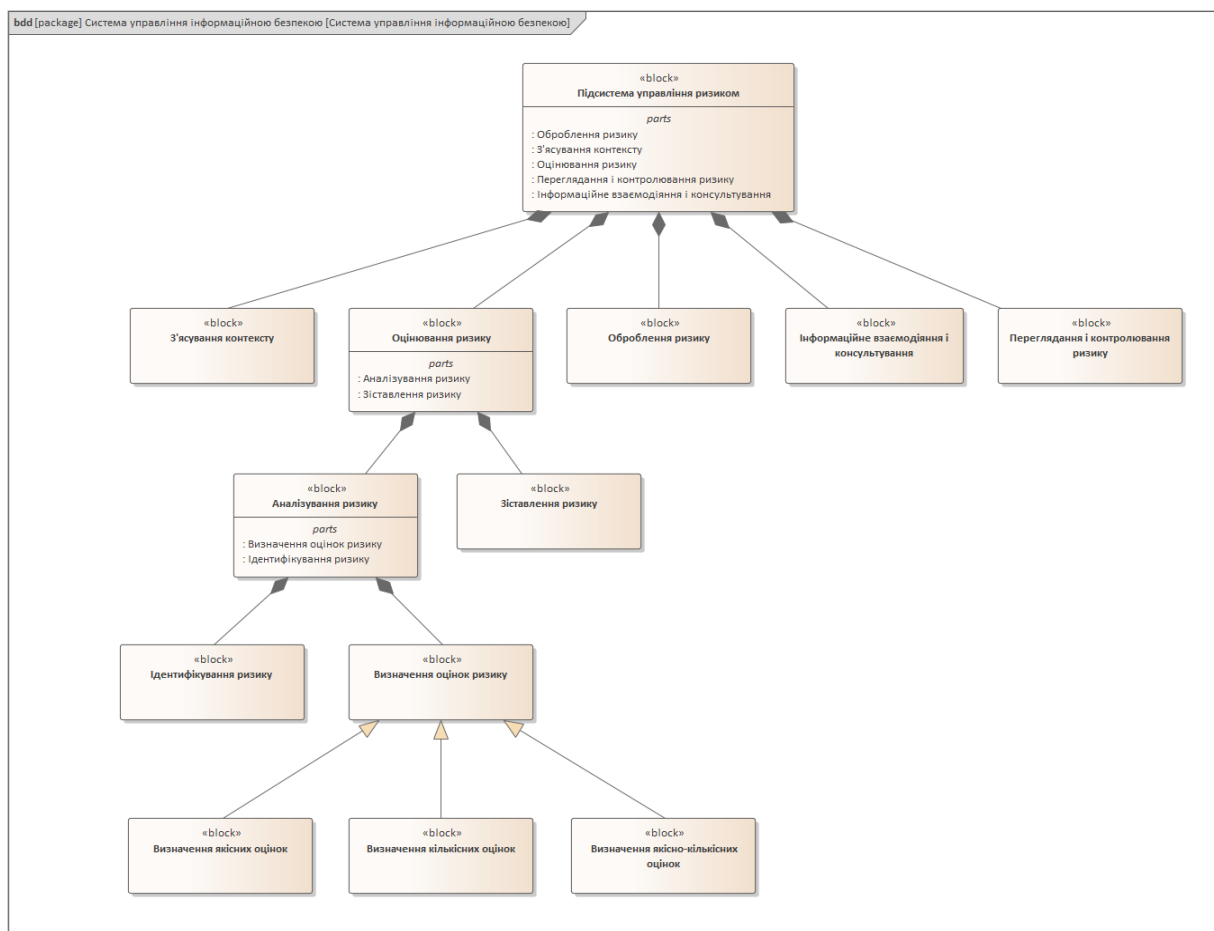 bdd [package] Система управління інформаційною безпекою [Система управління інформаційною безпекою]
«block»
Підсистема управління ризиком
parts
: Оброблення ризику
: З'ясування контексту
: Оцінювання ризику
: Переглядання і контролювання ризику
: Інформаційне взаємодіяння і консультування
«block»
З'ясування контексту
«block»
Оцінювання ризику
parts
: Аналізування ризику
: Зіставлення ризику
«block»
Оброблення ризику
«block»
Інформаційне взаємодіяння і
консультування
«block»
Переглядання і контролювання
ризику
«block»
Аналізування ризику
parts
: Визначення оцінок ризику
: Ідентифікування ризику
«block»
Зіставлення ризику
«block»
Ідентифікування ризику
«block»
Визначення оцінок ризику
«block»
Визначення якісних оцінок
«block»
Визначення кількісних оцінок
«block»
Визначення якісно-кількісних
оцінок